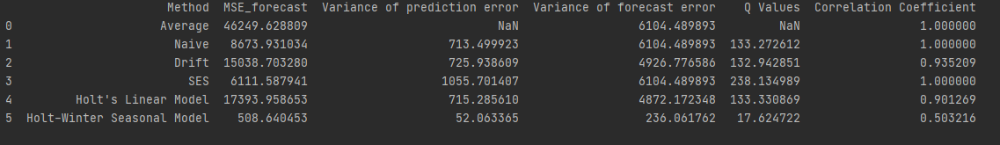 Method MSE_forecast Variance of prediction error Variance of forecast error Q Values Correlation Coefficient
0 Average 46249.628809 NaN 6104.489893 NaN 1.000000
1 Naive 8673.931034 713.499923 6104.489893 133.272612 1.000000
2 Drift 15038.703280 725.938609 4926.776586 132.942851 0.935209
3 SES 6111.587941 1055.701407 6104.489893 238.134989 1.000000
4 Holt's Linear Model 17393.958653 715.285610 4872.172348 133.330869 0.901269
5 Holt-Winter Seasonal Model 508.640453 52.063365 236.061762 17.624722 0.503216